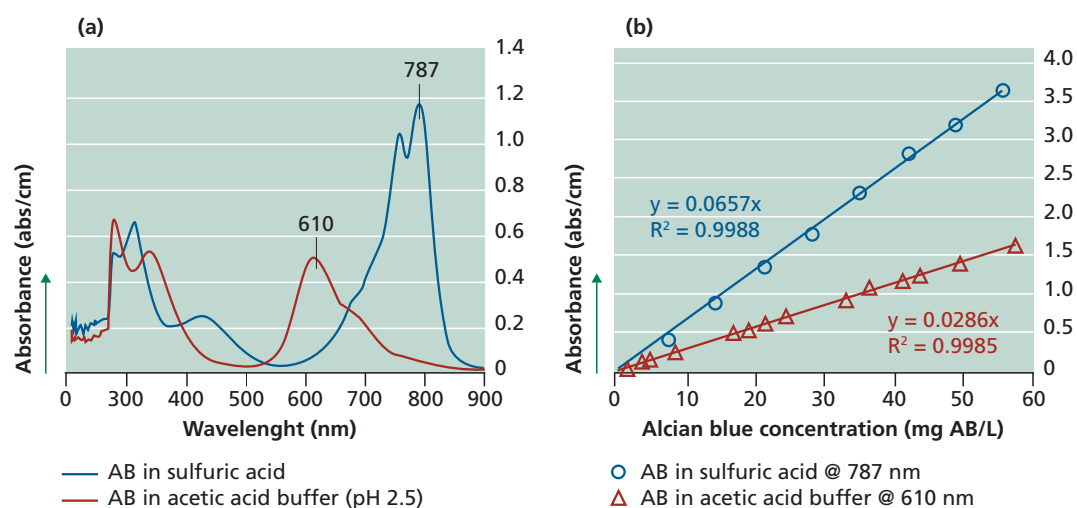 (a)
1.4
1.2
1.0
0.8
0.6
0.4
0.2
0
787
610
Absorbance (abs/cm)
0 300 400 500 600 700 800 900
Wavelenght (nm)
AB in sulfuric acid
AB in acetic acid buffer (pH 2.5)
(b)
4.0
3.5
3.0
2.5
2.0
1.5
1.0
0.5
0
y = 0.0657x
R² = 0.9988
y = 0.0286x
R² = 0.9985
Absorbance (abs/cm)
0 10 20 30 40 50 60
Alcian blue concentration (mg AB/L)
AB in sulfuric acid @ 787 nm
AB in acetic acid buffer @ 610 nm